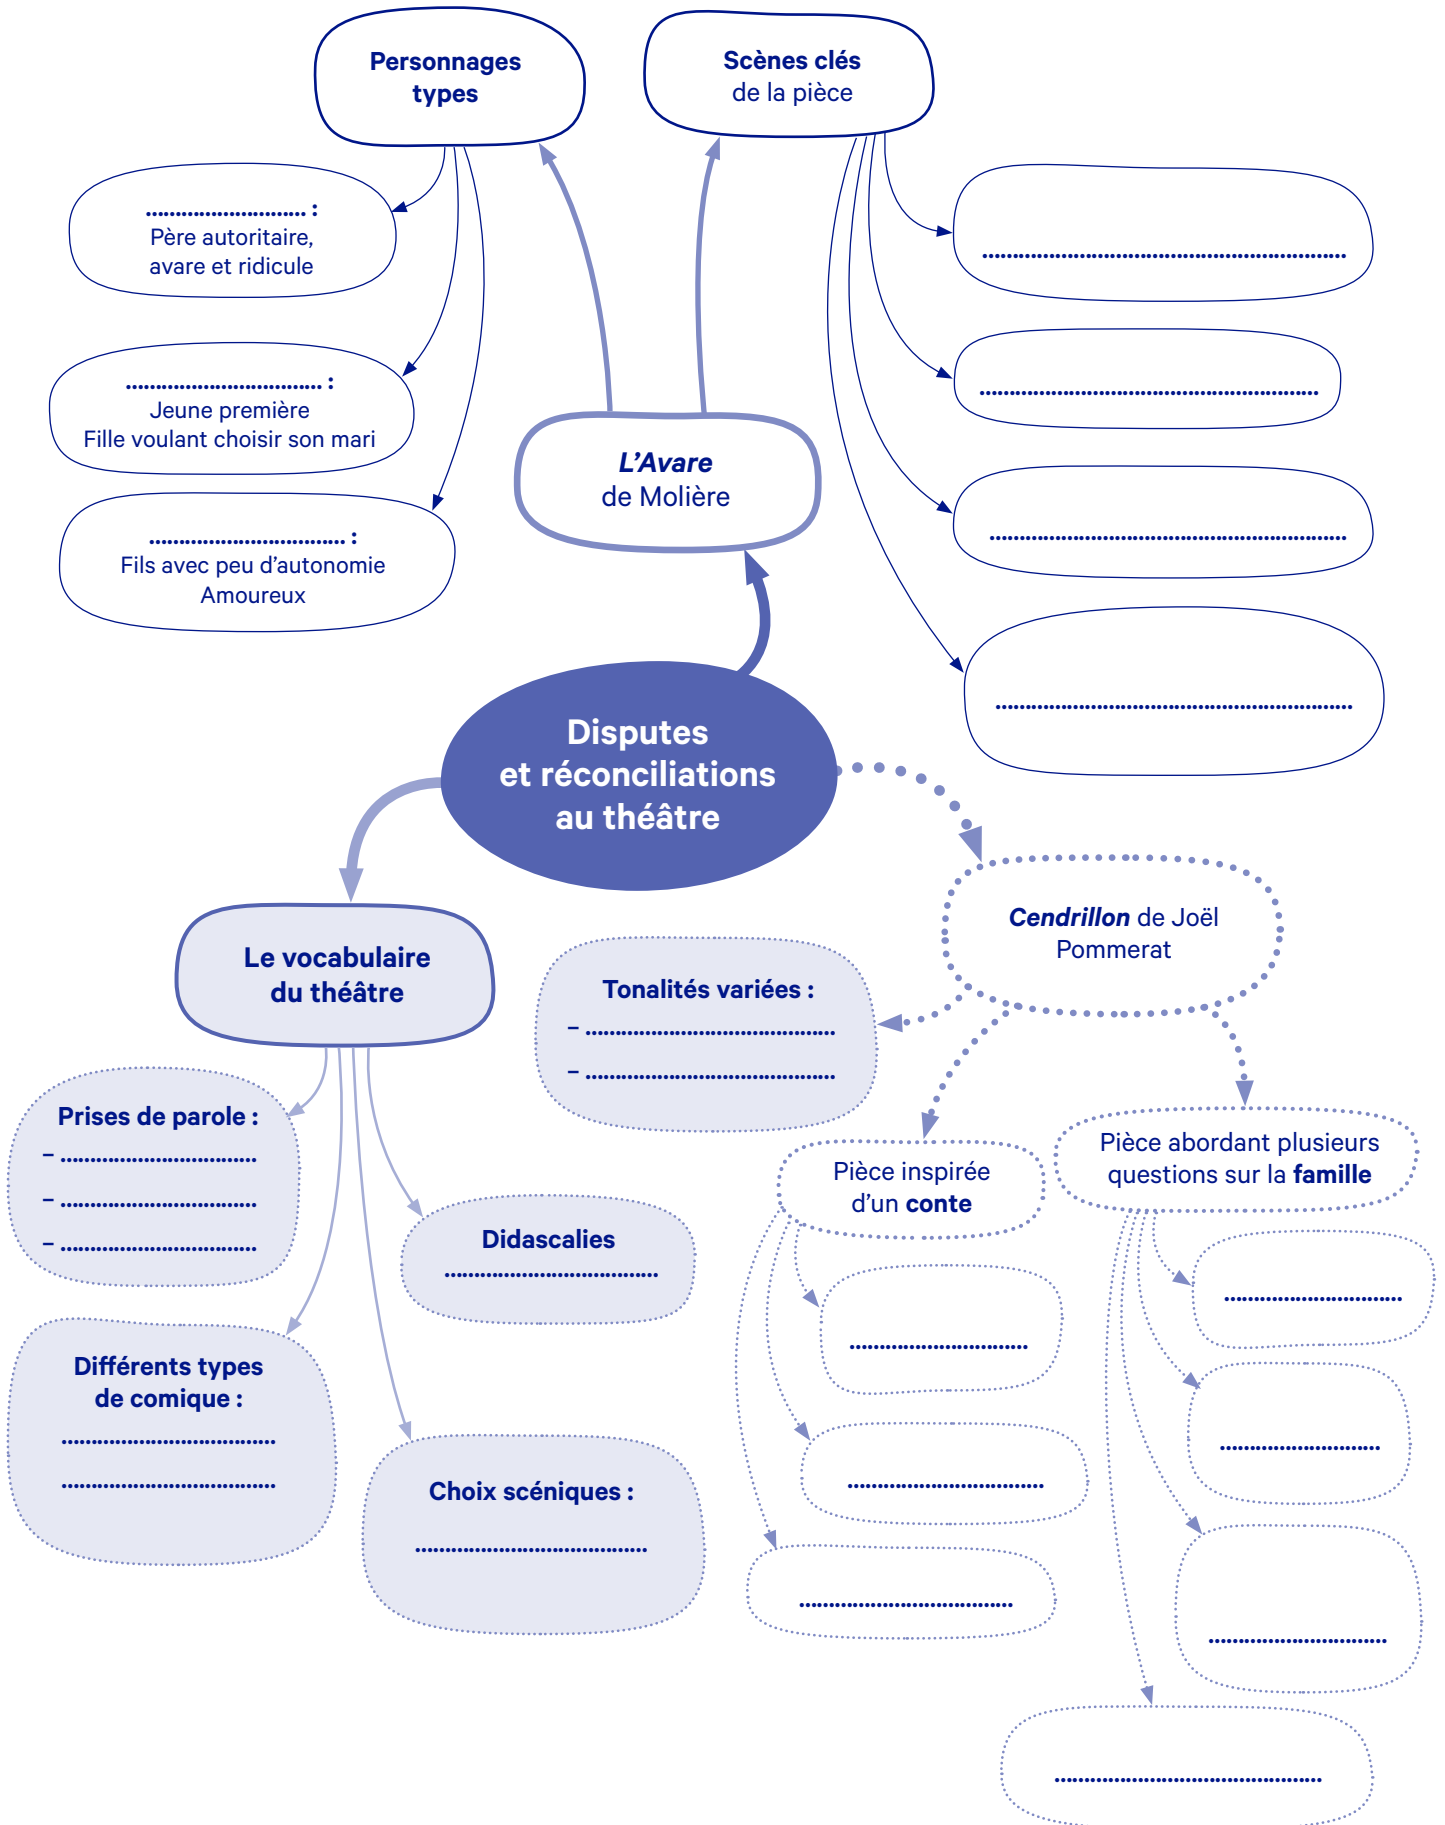 Personnages
types
Scènes clés
de la pièce
........................... :
Père autoritaire,
avare et ridicule
............................................................
................................. :
Jeune première
Fille voulant choisir son mari
.........................................................
L’Avare
de Molière
................................. :
Fils avec peu d’autonomie
Amoureux
............................................................
............................................................
Disputes
et réconciliations
au théâtre
Le vocabulaire
du théâtre
Cendrillon de Joël
Pommerat
Tonalités variées :
– ..........................................
– ..........................................
Prises de parole :
– .................................
– .................................
– .................................
Didascalies
....................................
Différents types
de comique :
....................................
....................................
Choix scéniques :
.......................................
Pièce inspirée
d’un conte
..............................
.................................
....................................
Pièce abordant plusieurs
questions sur la famille
..............................
...........................
..............................
.............................................